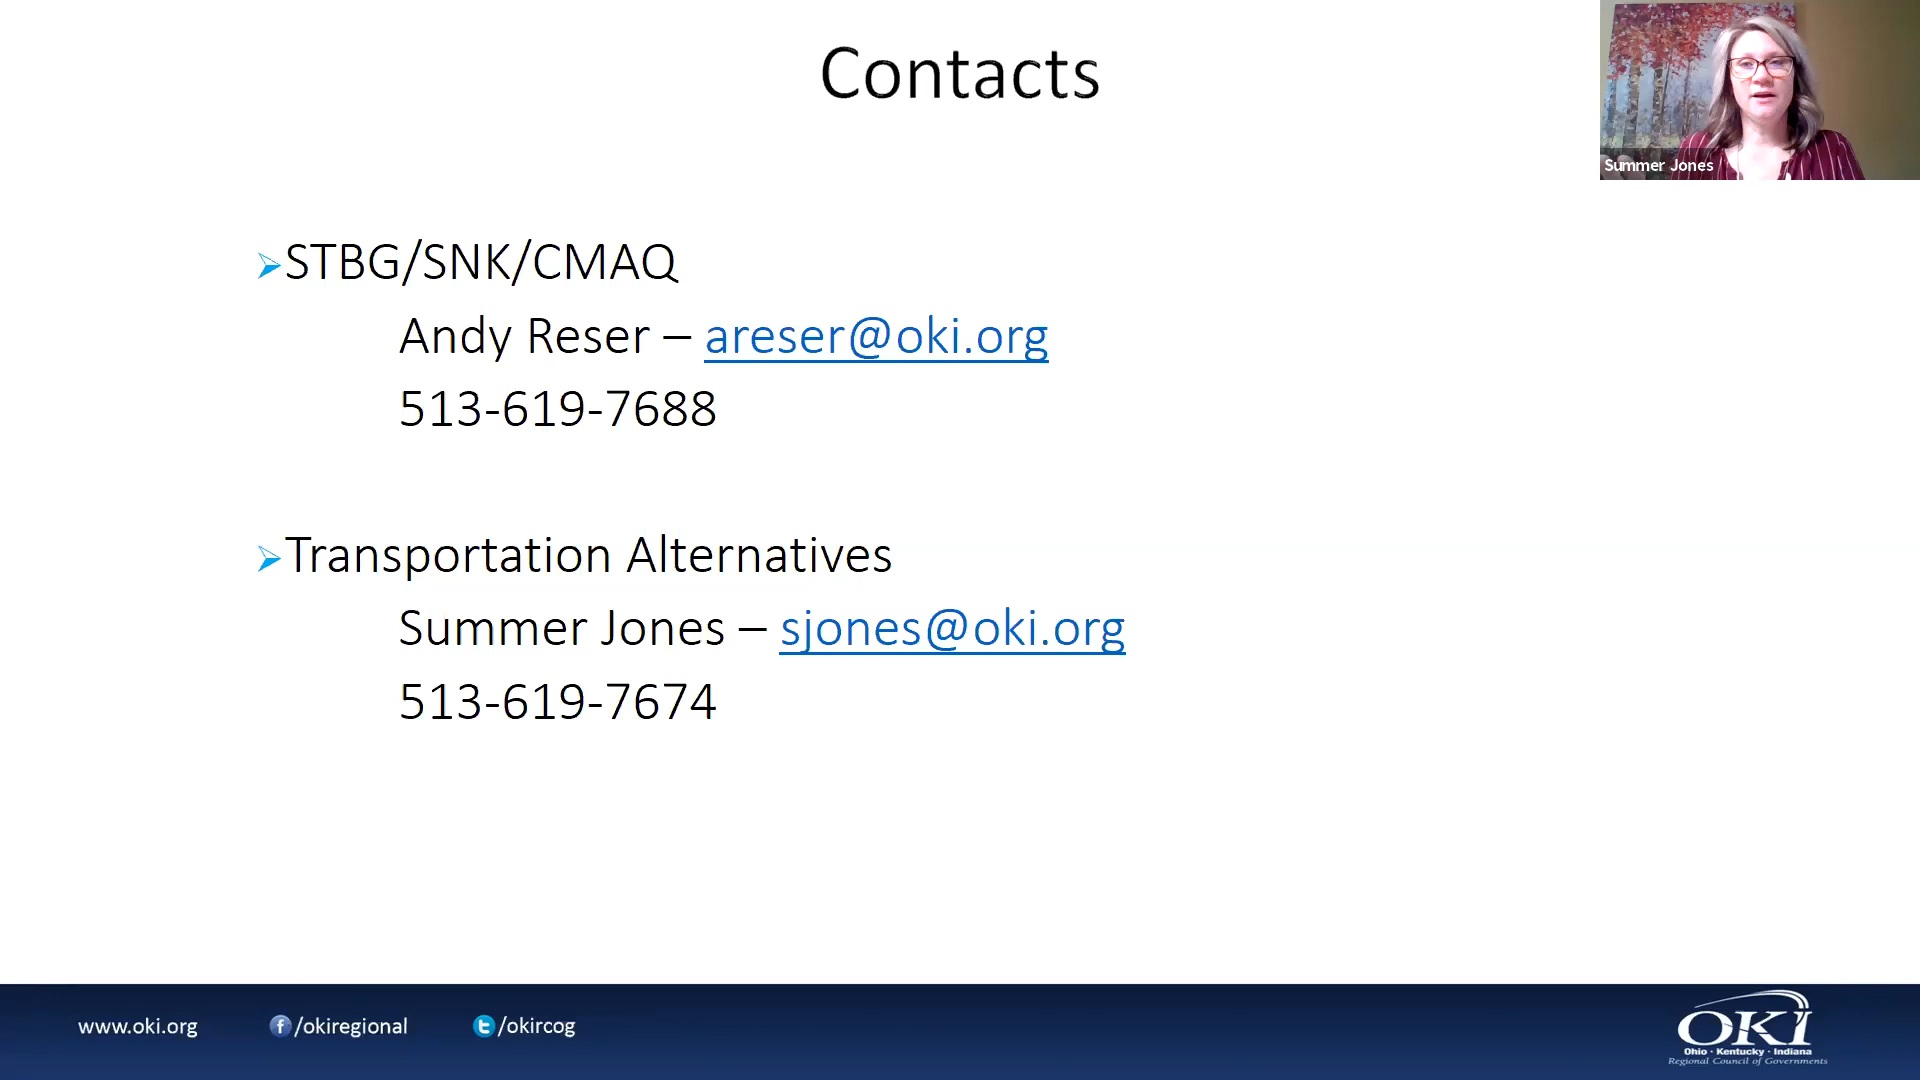 Contacts
Summer Jones
STBG/SNK/CMAQ
Andy Reser – areser@oki.org
513-619-7688
Transportation Alternatives
Summer Jones – sjones@oki.org
513-619-7674
www.oki.org
/okiregional
/okircog
OKI
Ohio · Kentucky · Indiana
Regional Council of Governments